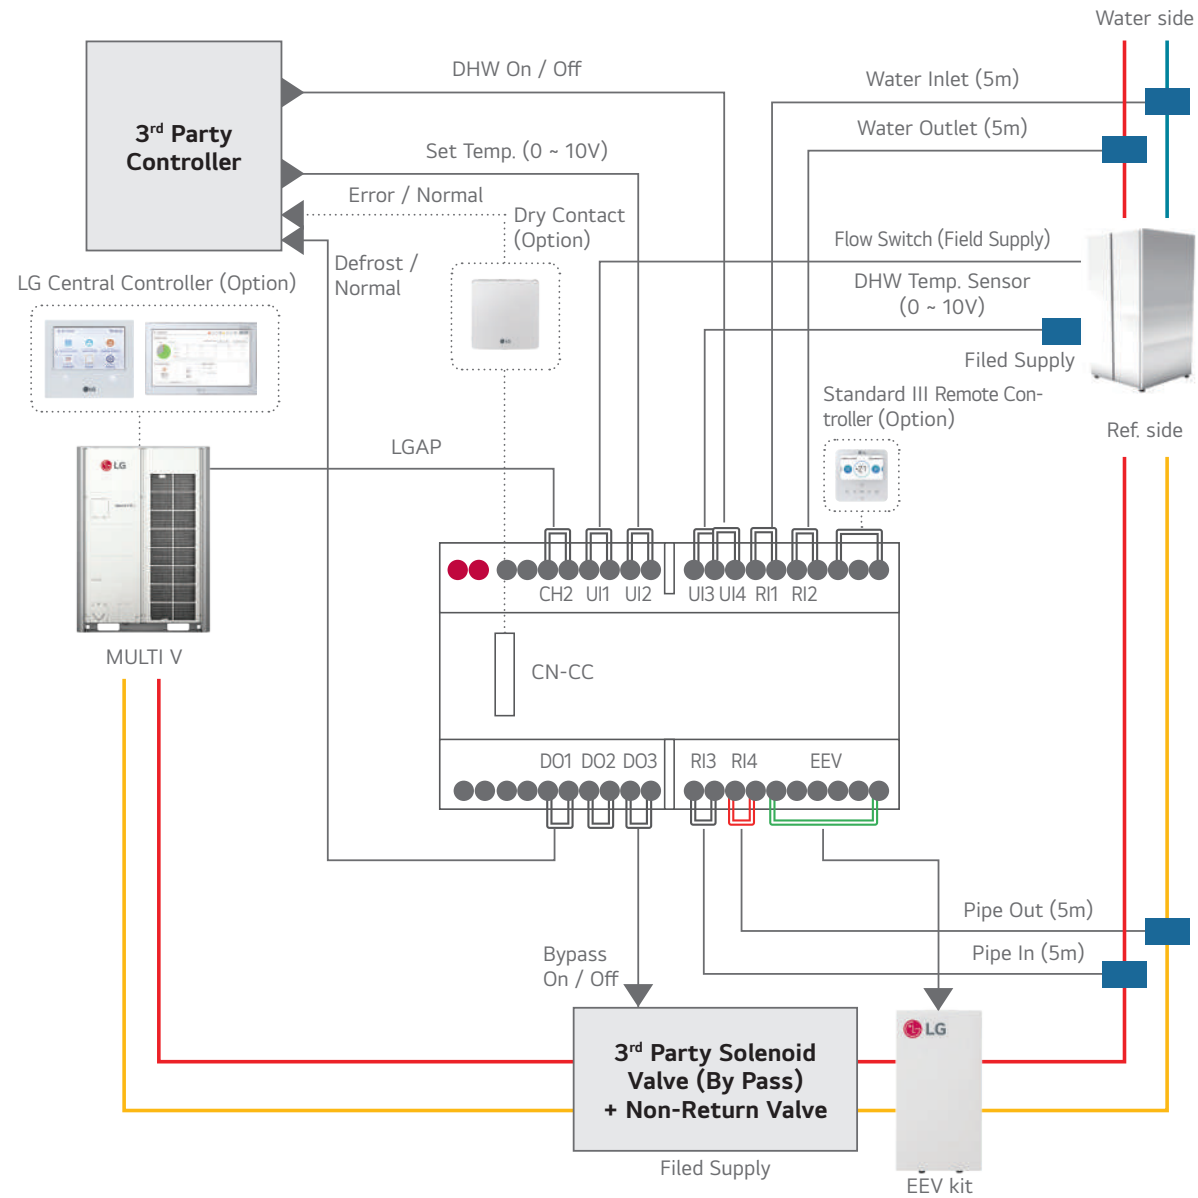 Water side
DHW On / Off
Water Inlet (5m)
3rd Party
Controller
Water Outlet (5m)
Set Temp. (0 ~ 10V)
Error / Normal
Dry Contact
(Option)
Flow Switch (Field Supply)
Defrost /
Normal
LG Central Controller (Option)
DHW Temp. Sensor
(0 ~ 10V)
Filed Supply
LG
Standard III Remote Con-
troller (Option)
Ref. side
LGAP
LG
CH2 UI1 UI2 UI3 UI4 RI1 RI2
MULTI V
CN-CC
DO1 DO2 DO3 RI3 RI4 EEV
Pipe Out (5m)
Bypass
On / Off
Pipe In (5m)
LG
3rd Party Solenoid
Valve (By Pass)
+ Non-Return Valve
Filed Supply
EEV kit